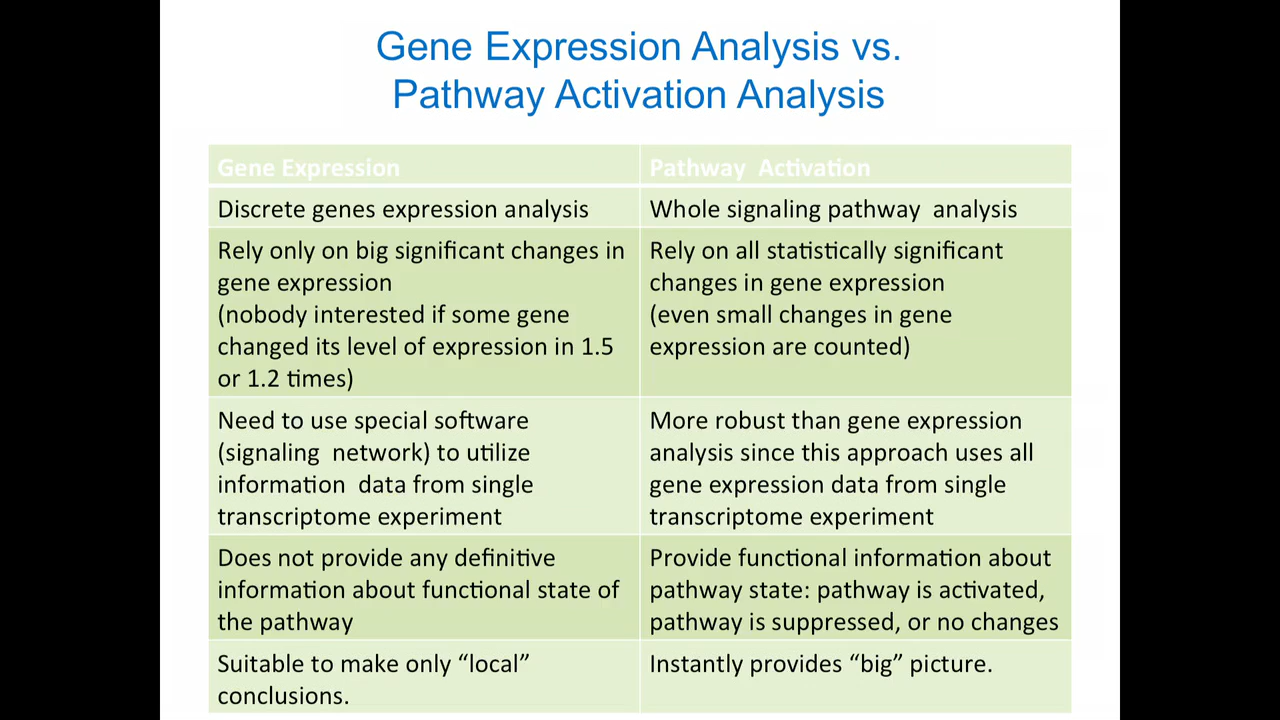 Gene Expression Analysis vs.
Pathway Activation Analysis
Gene Expression
Pathway Activation
Discrete genes expression analysis
Whole signaling pathway analysis
Rely only on big significant changes in
gene expression
(nobody interested if some gene
changed its level of expression in 1.5
or 1.2 times)
Rely on all statistically significant
changes in gene expression
(even small changes in gene
expression are counted)
Need to use special software
(signaling network) to utilize
information data from single
transcriptome experiment
More robust than gene expression
analysis since this approach uses all
gene expression data from single
transcriptome experiment
Does not provide any definitive
information about functional state of
the pathway
Provide functional information about
pathway state: pathway is activated,
pathway is suppressed, or no changes
Suitable to make only “local”
conclusions.
Instantly provides “big” picture.